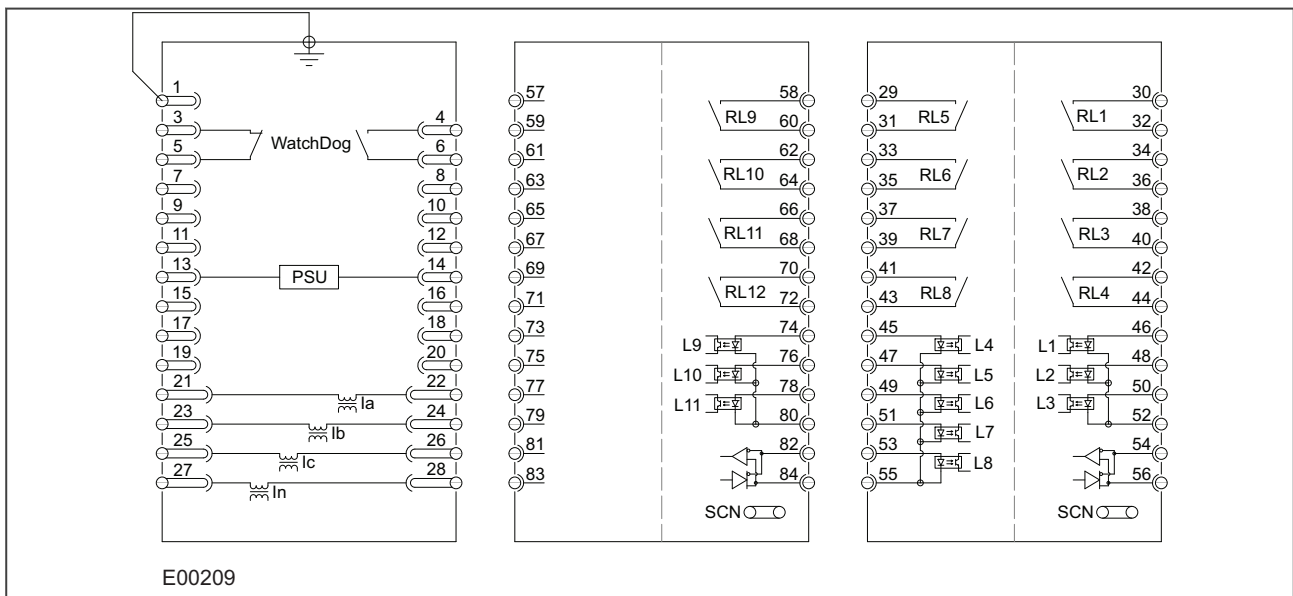 1 57 58 29 30
RL9 RL5 RL1
3 4 59 60 31 32
WatchDog
5 6 61 62 33 34
RL10 RL6 RL2
7 8 63 64 35 36
9 10 65 66 37 38
RL11 RL7 RL3
11 12 67 68 39 40
13 PSU 14 69 70 41 42
RL12 RL8 RL4
15 16 71 72 43 44
17 18 73 74 45 46
L9 L4 L1
19 20 75 76 47 48
L10 L5 L2
21 22 77 78 49 50
Ia L11 L6 L3
23 24 79 80 51 52
Ib L7
25 26 81 82 53 54
Ic L8
27 28 83 84 55 56
In
SCN SCN
E00209